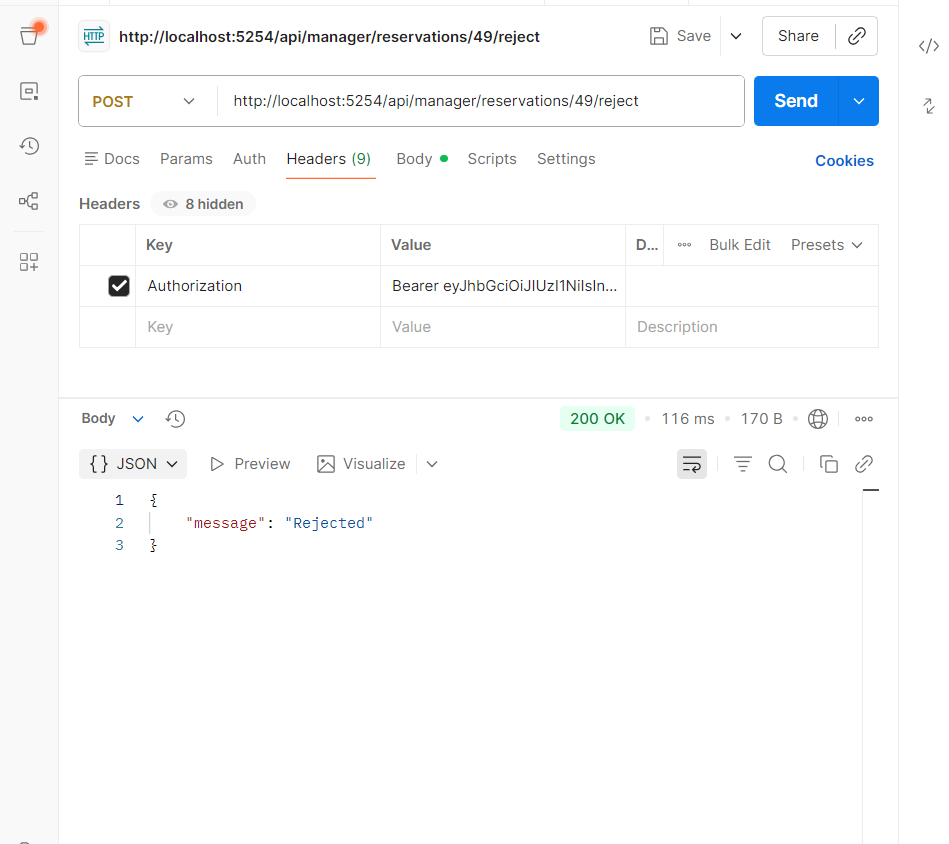 HTTP http://localhost:5254/api/manager/reservations/49/reject Save Share
POST http://localhost:5254/api/manager/reservations/49/reject Send
Docs Params Auth Headers (9) Body Scripts Settings Cookies
Headers 8 hidden
Key Value D... Bulk Edit Presets
Authorization Bearer eyJhbGciOiJIUzI1NiIsIn...
Key Value Description
Body 200 OK 116 ms 170 B
{} JSON Preview Visualize
1 {
2 "message": "Rejected"
3 }